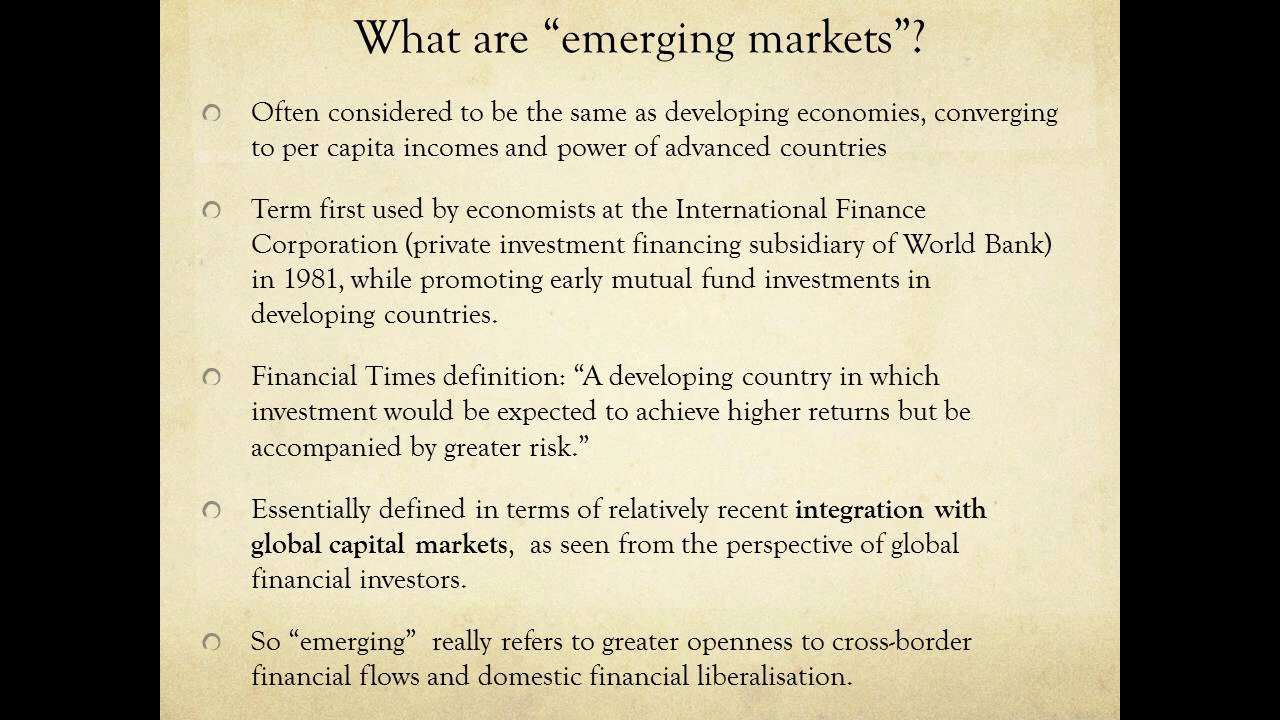 What are “emerging markets”?
Often considered to be the same as developing economies, converging
to per capita incomes and power of advanced countries
Term first used by economists at the International Finance
Corporation (private investment financing subsidiary of World Bank)
in 1981, while promoting early mutual fund investments in
developing countries.
Financial Times definition: “A developing country in which
investment would be expected to achieve higher returns but be
accompanied by greater risk.”
Essentially defined in terms of relatively recent integration with
global capital markets, as seen from the perspective of global
financial investors.
So “emerging” really refers to greater openness to cross-border
financial flows and domestic financial liberalisation.